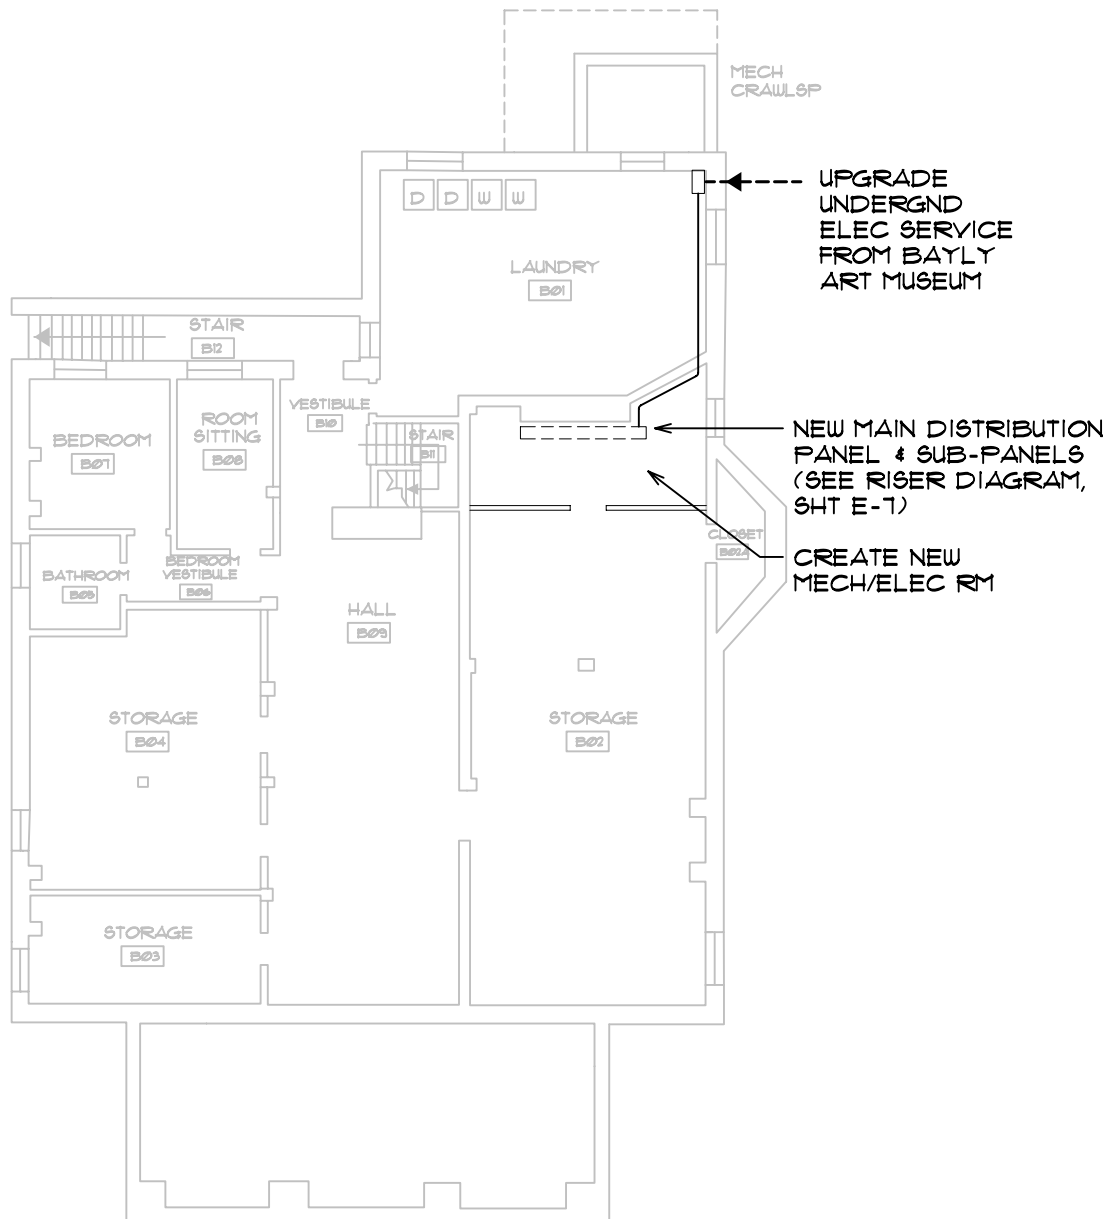 MECH
CRAWLSP
UPGRADE
UNDERGND
ELEC SERVICE
FROM BAYLY
ART MUSEUM
D D W W
LAUNDRY
B01
STAIR
B12
VESTIBULE
B10
ROOM
SITTING
B08
BEDROOM
B07
STAIR
B11
NEW MAIN DISTRIBUTION
PANEL & SUB-PANELS
(SEE RISER DIAGRAM,
SHT E-7)
CLOSET
B02A
CREATE NEW
MECH/ELEC RM
BEDROOM
VESTIBULE
B06
BATHROOM
B05
HALL
B09
STORAGE
B04
STORAGE
B02
STORAGE
B03